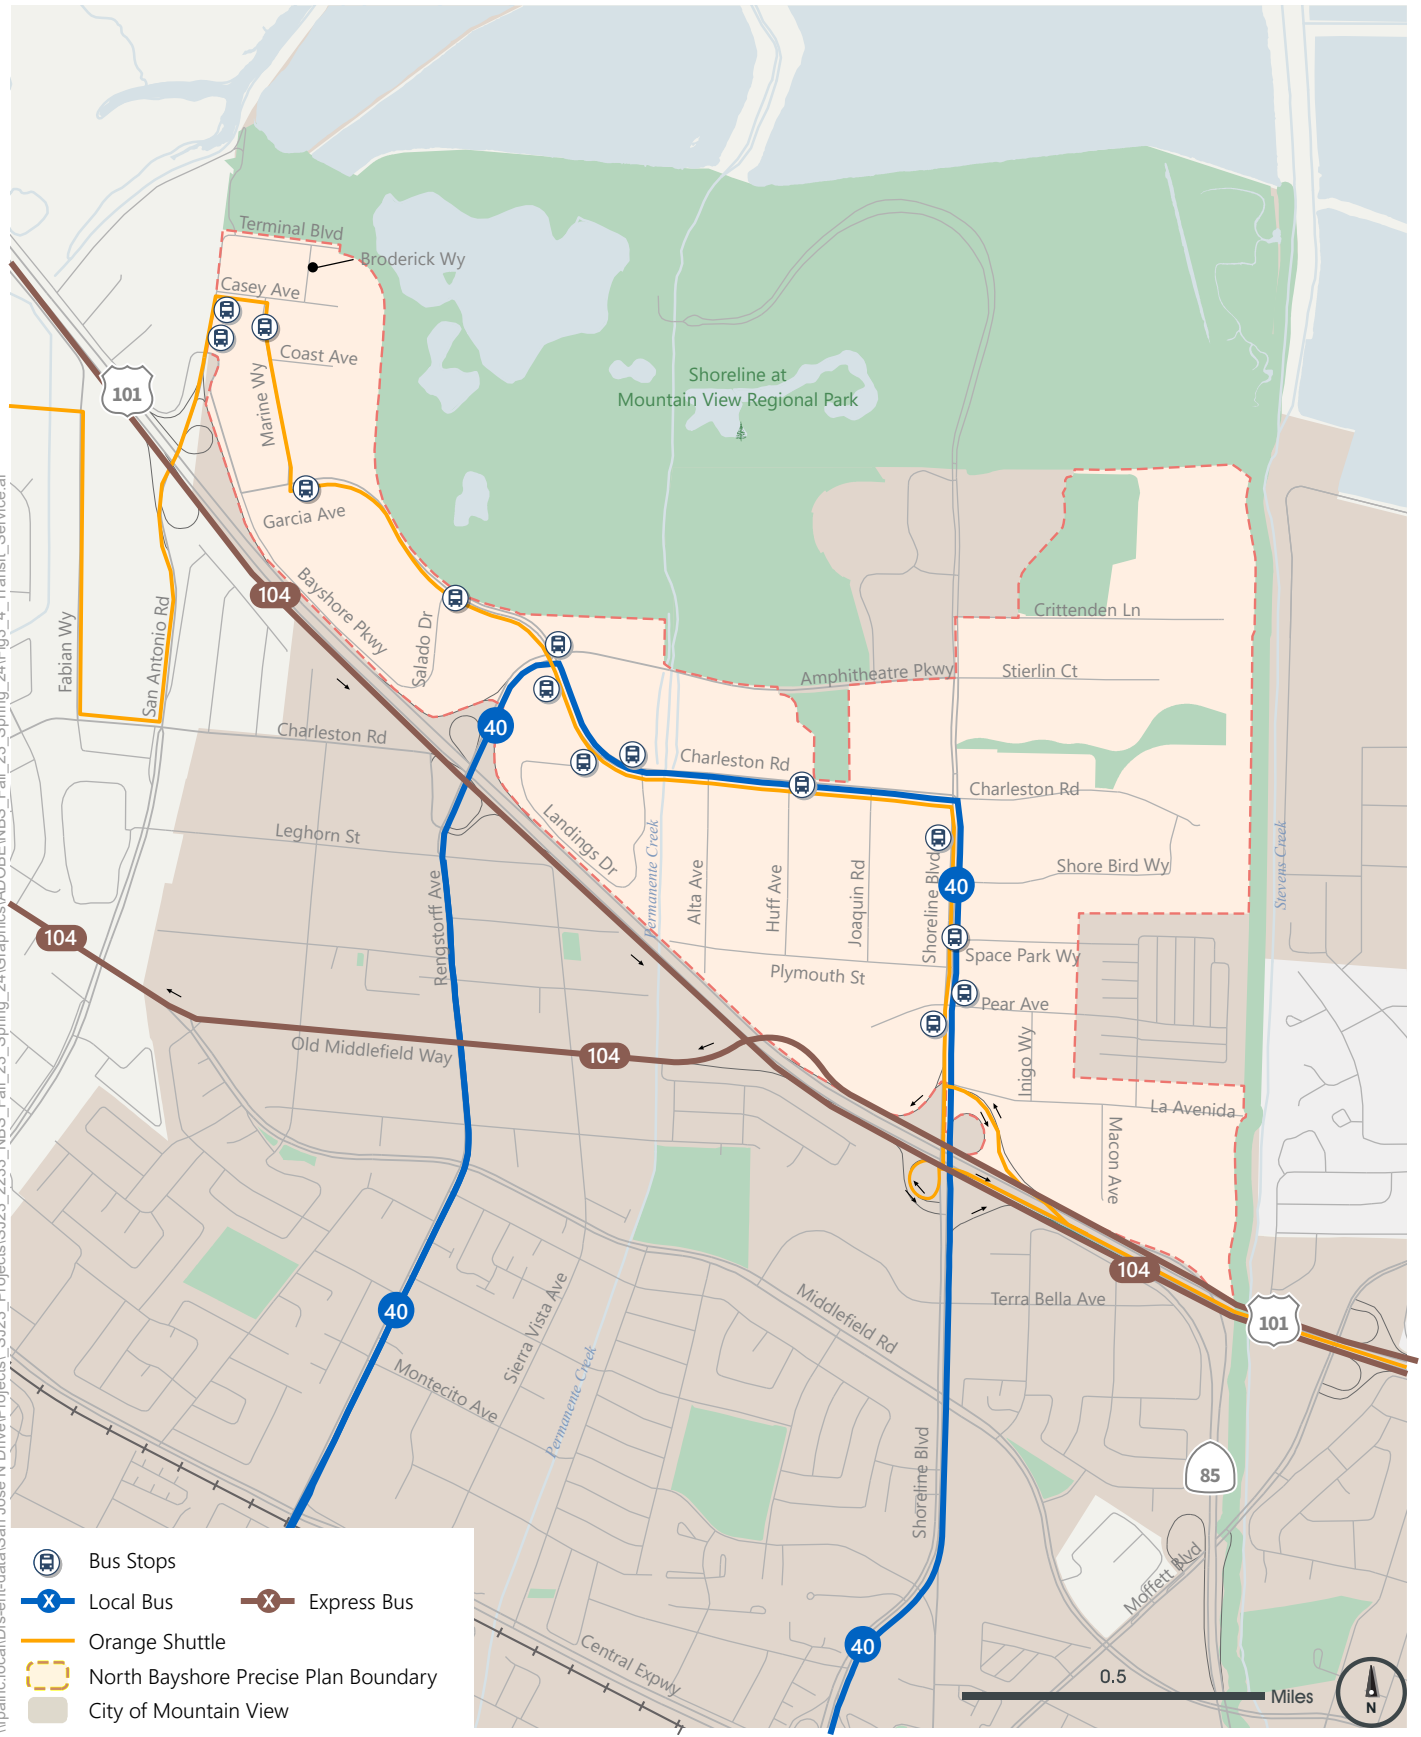 Terminal Blvd
Broderick Wy
Casey Ave
Coast Ave
Marine Wy
101
Shoreline at
Mountain View Regional Park
Garcia Ave
104
Bayshore Pkwy
Salado Dr
Fabian Wy
San Antonio Rd
Crittenden Ln
Amphitheatre Pkwy
Stierlin Ct
40
Charleston Rd
Charleston Rd
Charleston Rd
Leghorn St
Landings Dr
Permanente Creek
Alta Ave
Huff Ave
Joaquin Rd
Shoreline Blvd
Shore Bird Wy
Stevens Creek
40
104
Rengstorff Ave
Plymouth St
Space Park Wy
Pear Ave
Inigo Wy
Old Middlefield Way
104
La Avenida
Macon Ave
104
Terra Bella Ave
101
40
Sierra Vista Ave
Middlefield Rd
Montecito Ave
Permanente Creek
Shoreline Blvd
85
Moffett Blvd
40
Central Expwy
Bus Stops
X Local Bus
X Express Bus
Orange Shuttle
North Bayshore Precise Plan Boundary
City of Mountain View
0.5
Miles
N